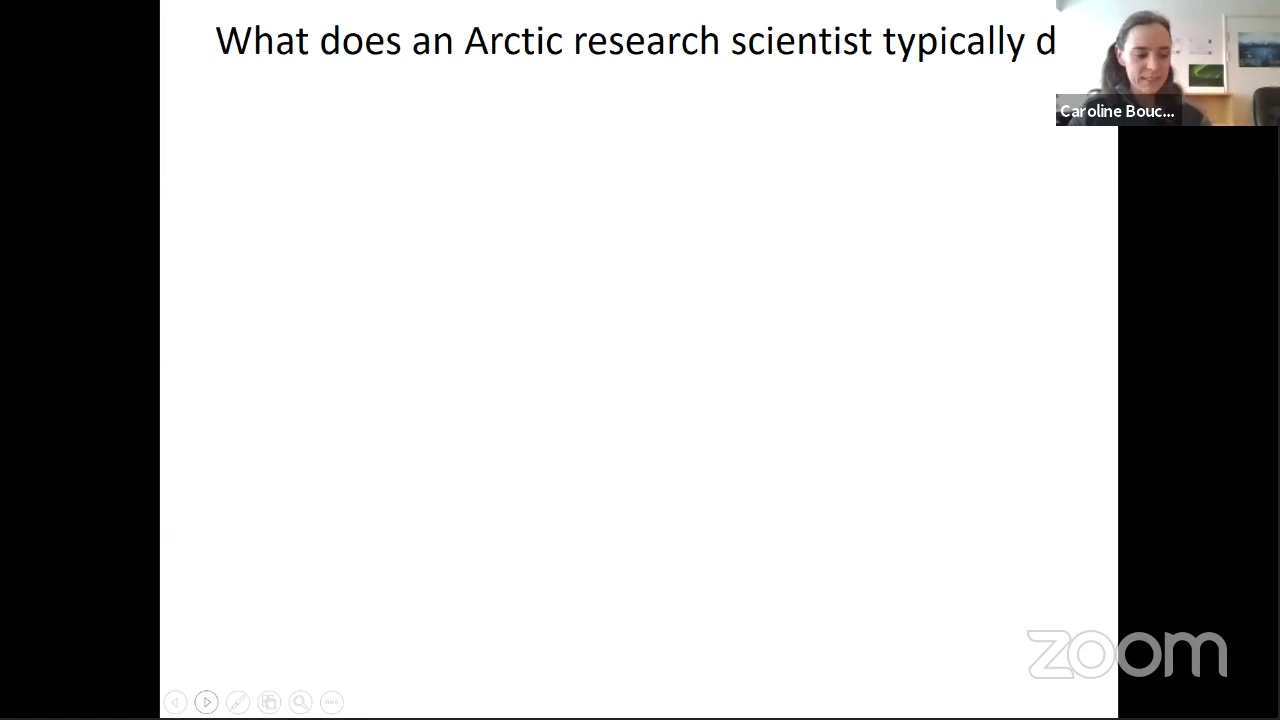 What does an Arctic research scientist typically d
Caroline Bouc...
zoom